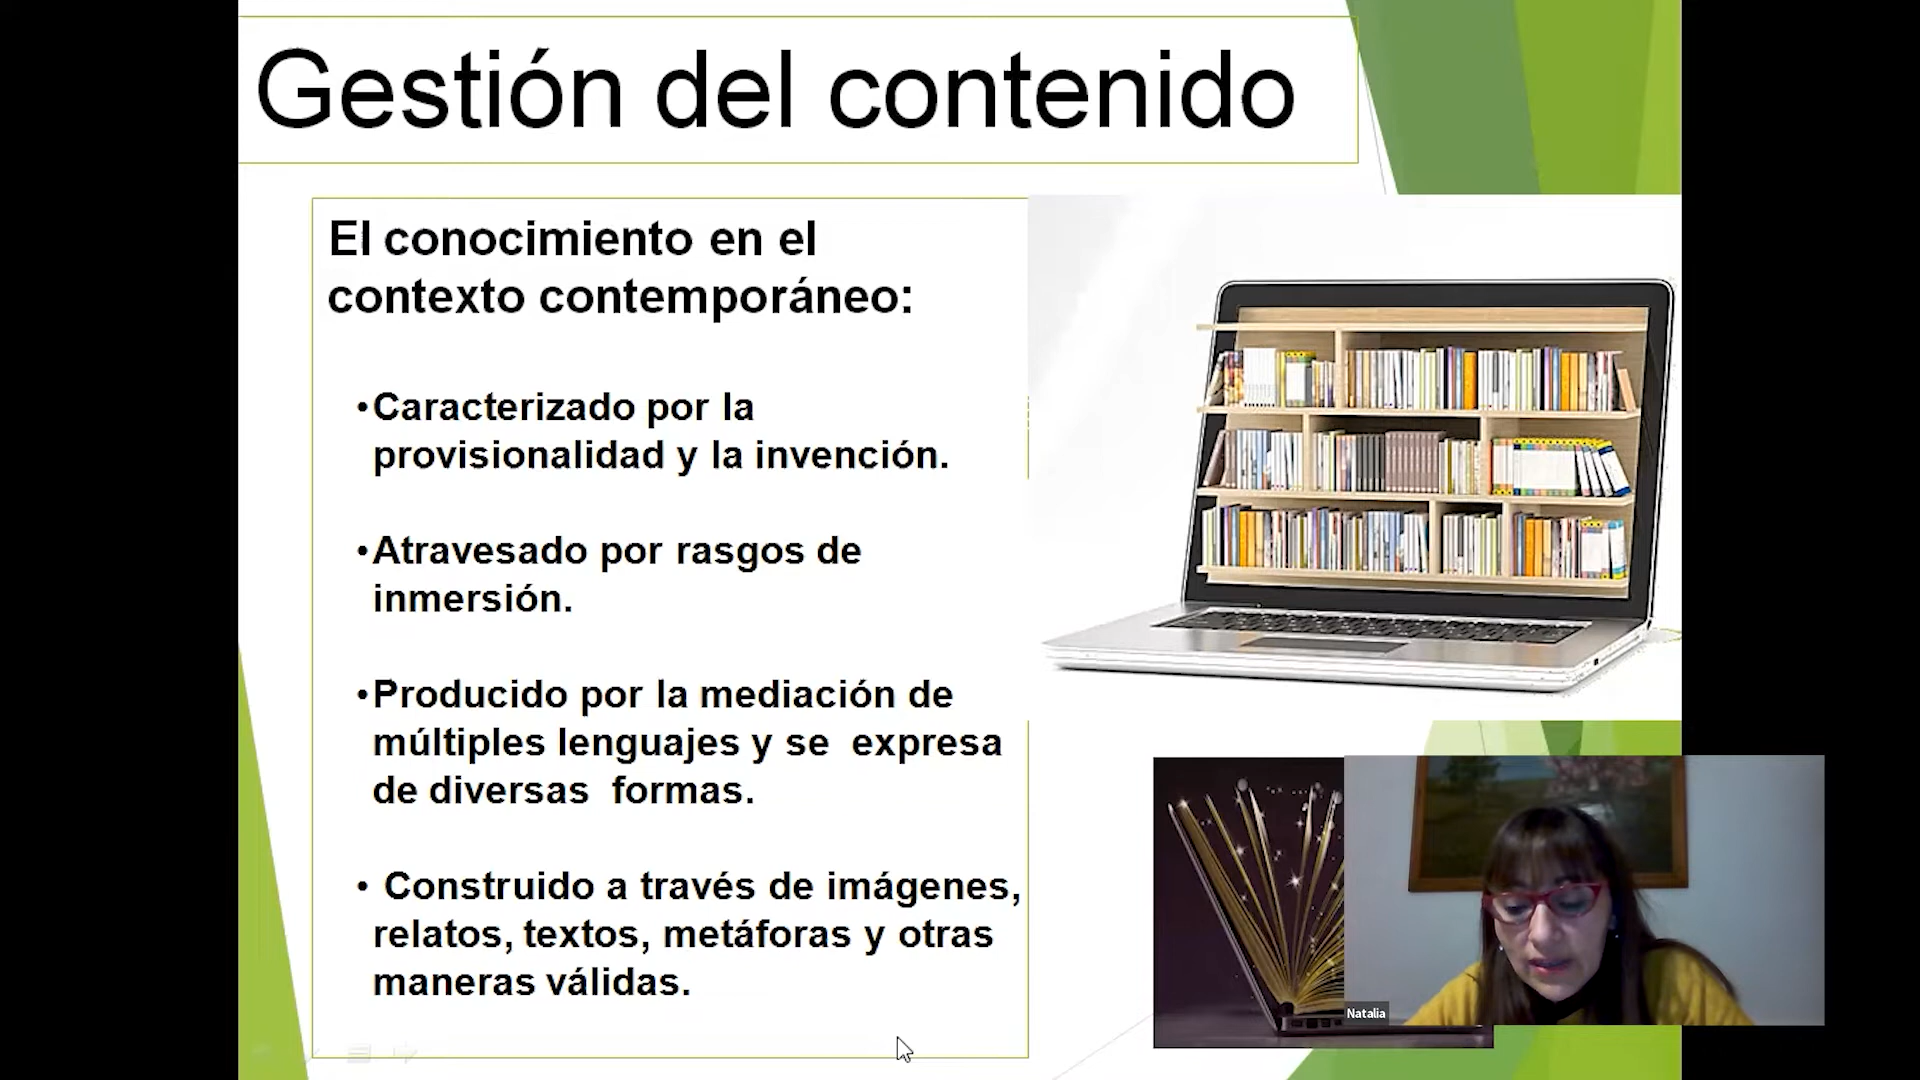 Gestión del contenido
El conocimiento en el
contexto contemporáneo:
•Caracterizado por la
provisionalidad y la invención.
•Atravesado por rasgos de
inmersión.
•Producido por la mediación de
múltiples lenguajes y se  expresa
de diversas  formas.
• Construido a través de imágenes,
relatos, textos, metáforas y otras
maneras válidas.
Natalia